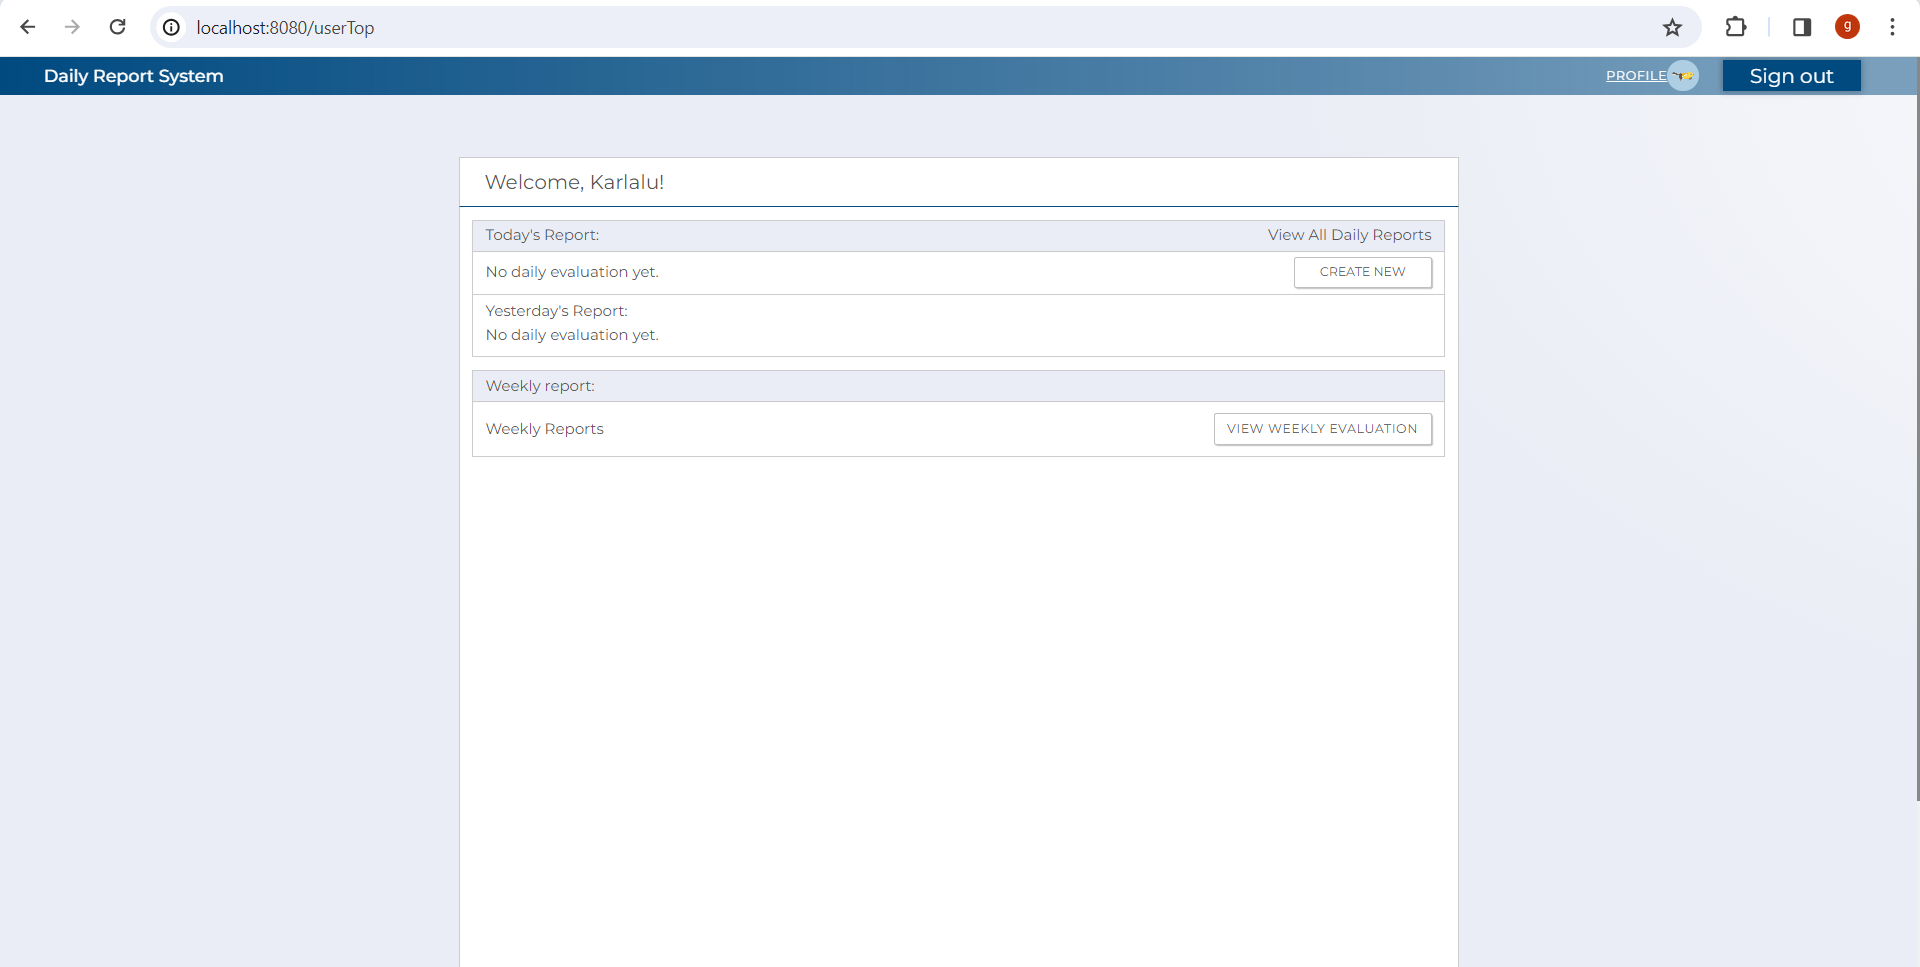 localhost:8080/userTop
g
Daily Report System
PROFILE
Sign out
Welcome, Karlalu!
Today's Report:
View All Daily Reports
No daily evaluation yet.
CREATE NEW
Yesterday's Report:
No daily evaluation yet.
Weekly report:
Weekly Reports
VIEW WEEKLY EVALUATION